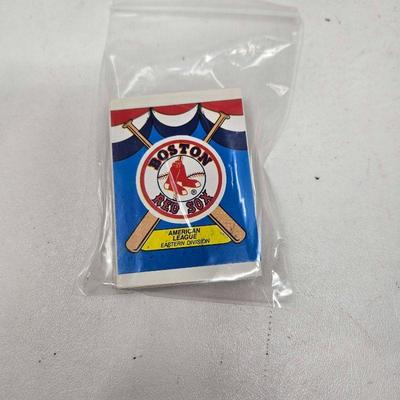 BOSTON
RED SOX
®
AMERICAN
LEAGUE
EASTERN DIVISION